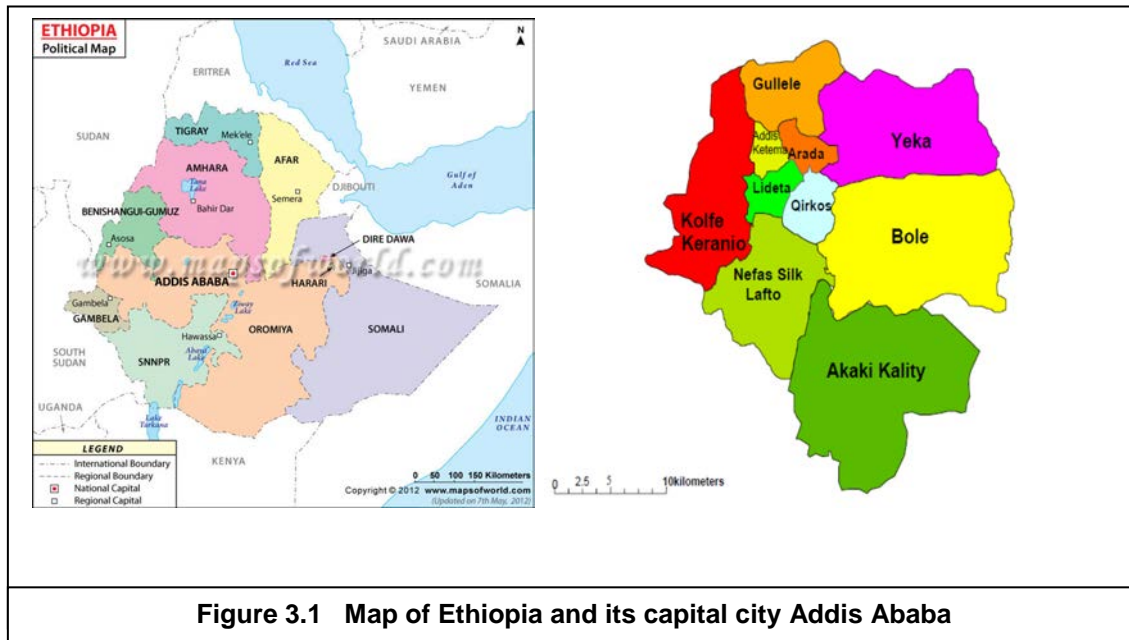 ETHIOPIA
Political Map
N
SAUDI ARABIA
Red Sea
ERITREA
YEMEN
SUDAN
TIGRAY
Mek'ele
AMHARA
AFAR
Tana
Lake
Gulf of
Aden
DJIBOUTI
Semera
BENISHANGUI-GUMUZ
Bahir Dar
Asosa
DIRE DAWA
www.mapsofworld.com
Jijiga
ADDIS ABABA
HARARI
SOMALIA
Gambela
GAMBELA
Ziway
Lake
OROMIYA
SOMALI
Hawassa
SOUTH
SUDAN
SNNPR
Abaya
Lake
UGANDA
Lake
Turkana
INDIAN
OCEAN
KENYA
LEGEND
International Boundary
Regional Boundary
National Capital
Regional Capital
0 50 100 150 Kilometers
Copyright © 2012 www.mapsofworld.com
(Updated on 7th May, 2012)
Gullele
Yeka
Addis
Ketema
Arada
Lideta
Qirkos
Kolfe
Keranio
Bole
Nefas Silk
Lafto
Akaki Kality
0 2.5 5 10kilometers
Figure 3.1 Map of Ethiopia and its capital city Addis Ababa